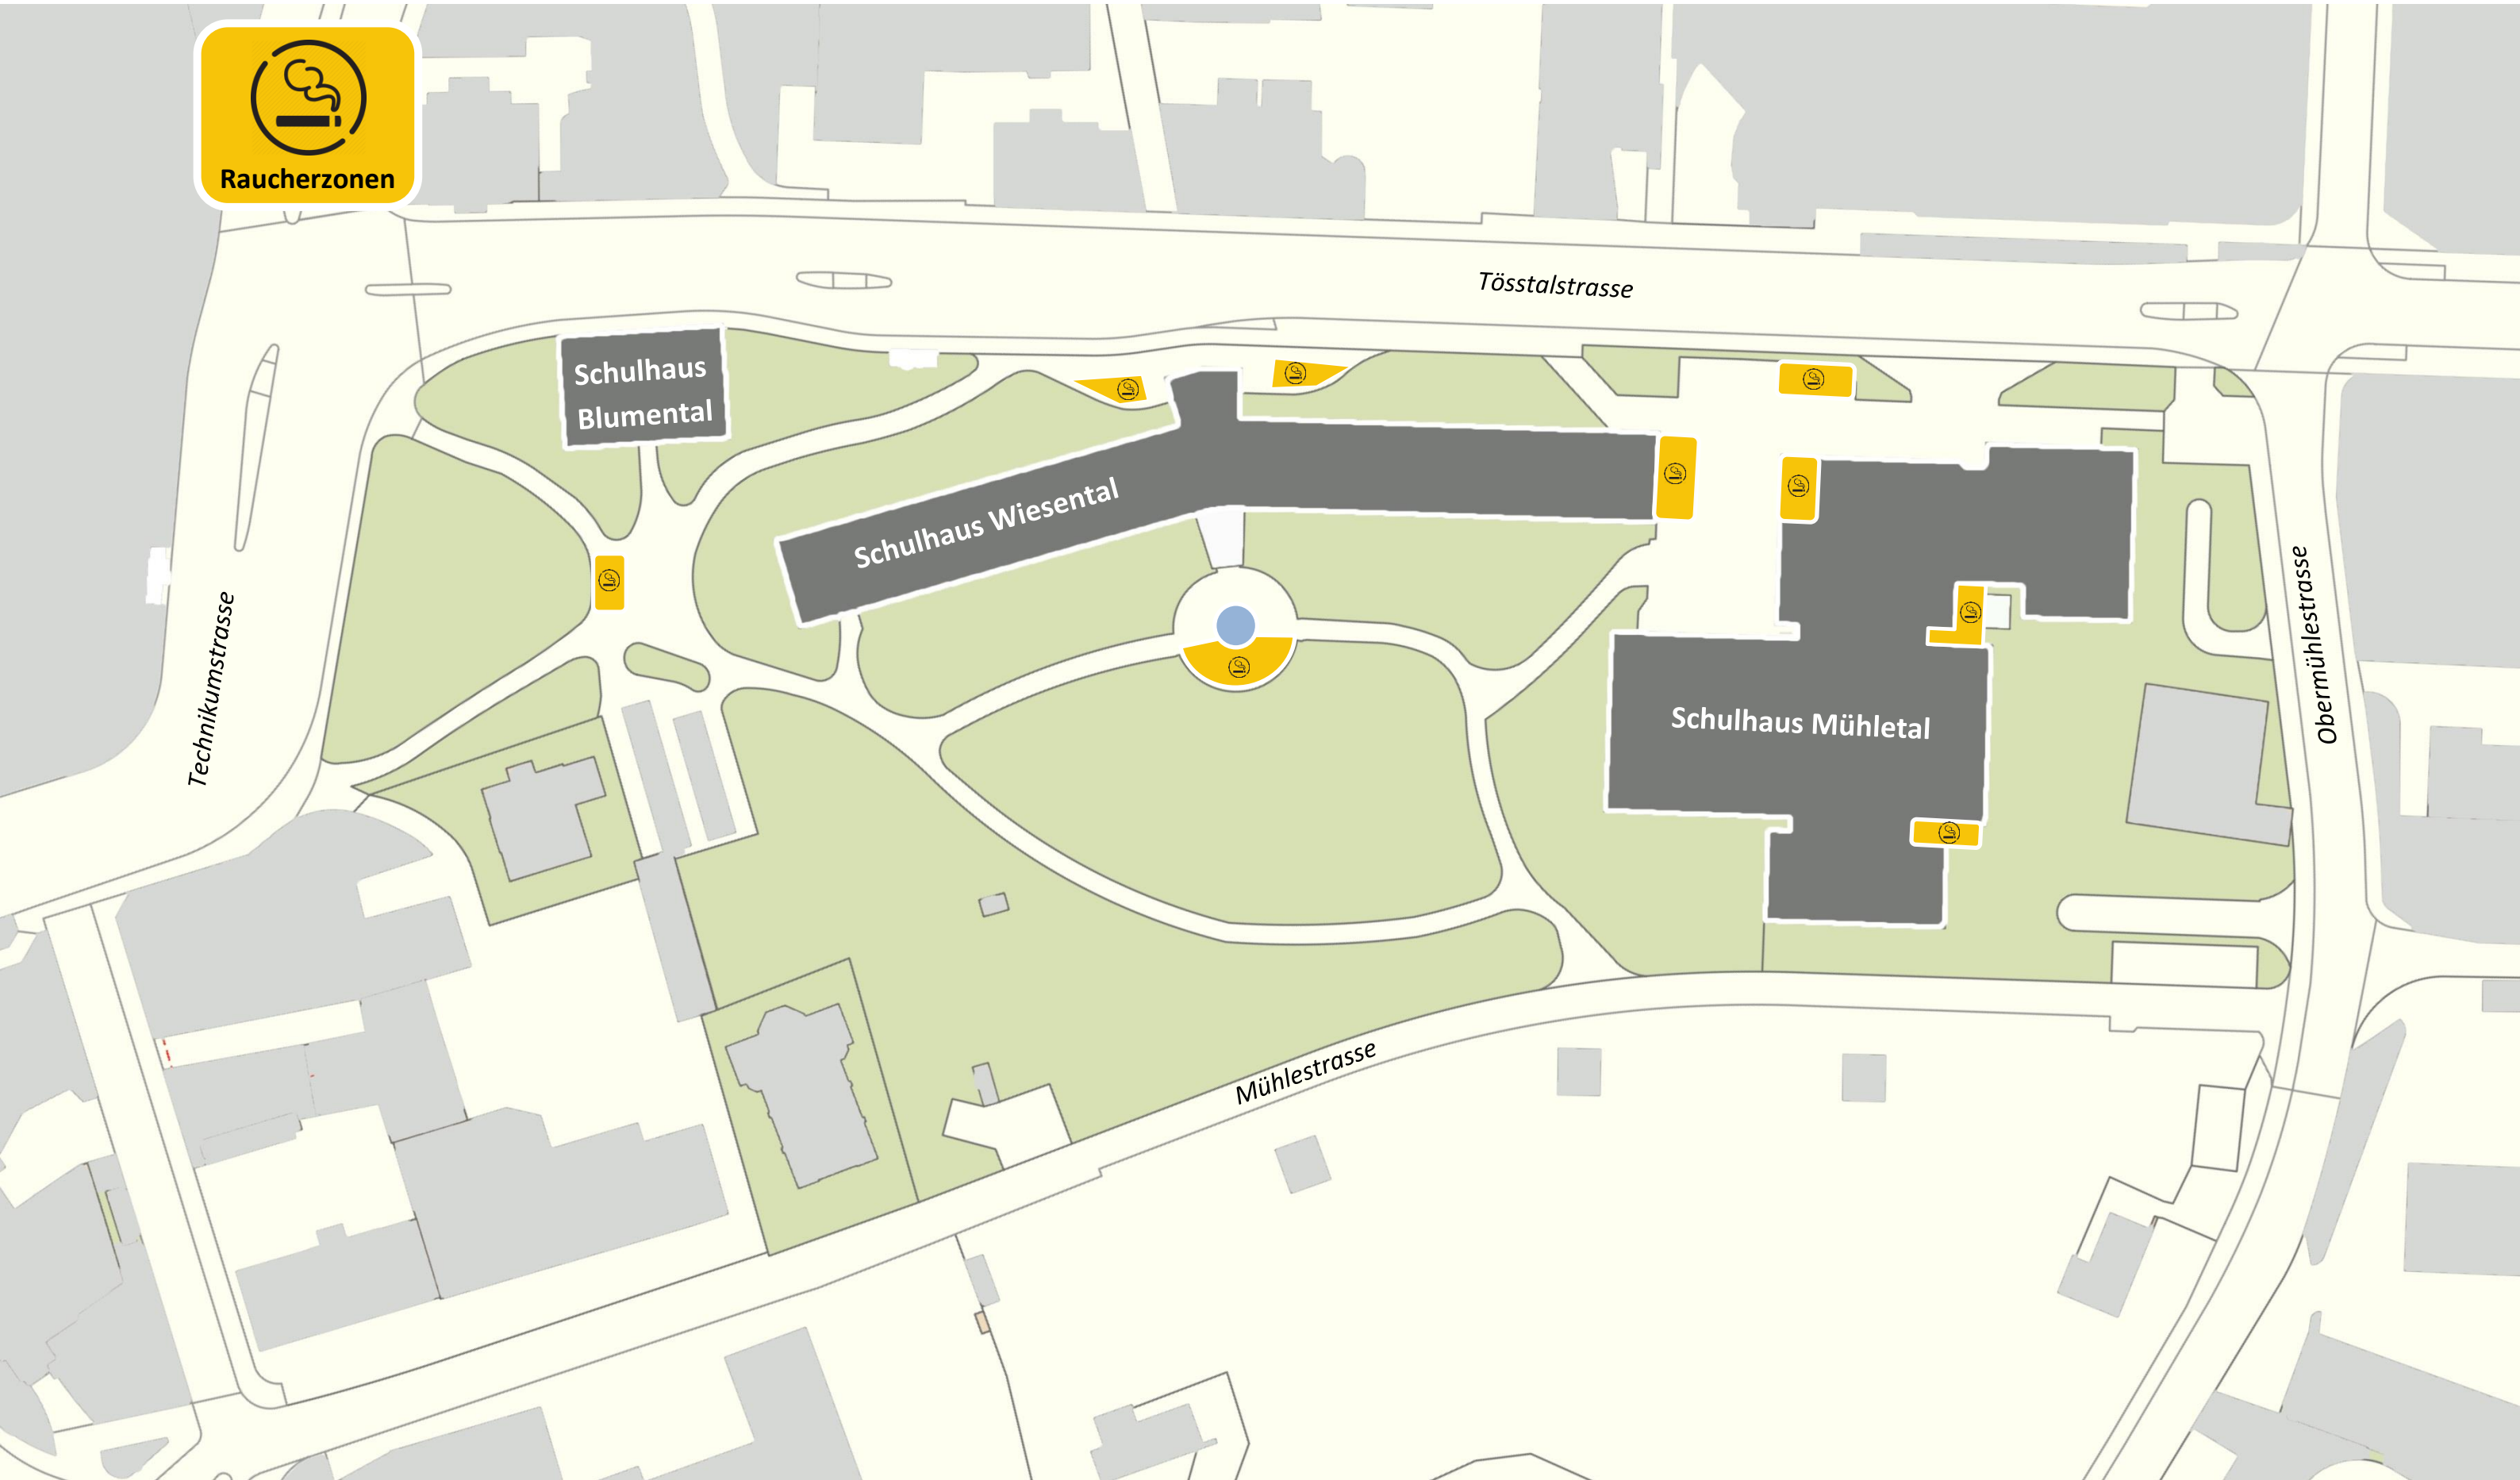 Raucherzonen
Tösstalstrasse
Schulhaus
Blumental
Schulhaus Wiesental
Technikumstrasse
Obermühlestrasse
Schulhaus Mühletal
Mühlestrasse